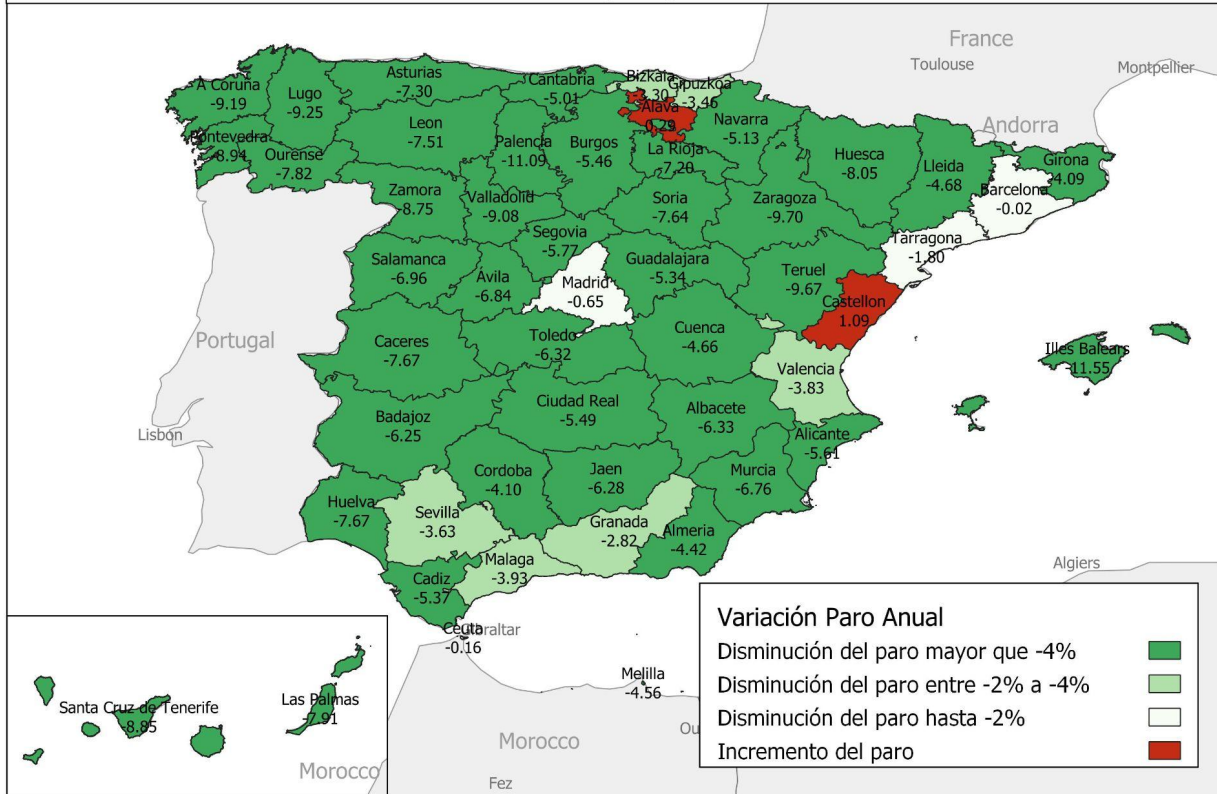 France
Toulouse
Montpellier
Andorra
A Coruña
-9.19
Lugo
-9.25
Asturias
-7.30
Cantabria
-5.01
Bizkaia
Gipuzkoa
-3.46
Alava
0.29
Navarra
-5.13
Pontevedra
-8.94
Ourense
-7.82
Leon
-7.51
Palencia
-11.09
Burgos
-5.46
La Rioja
-7.20
Huesca
-8.05
Lleida
-4.68
Girona
-4.09
Barcelona
-0.02
Zamora
-8.75
Valladolid
-9.08
Soria
-7.64
Zaragoza
-9.70
Tarragona
-1.80
Segovia
-5.77
Salamanca
-6.96
Ávila
-6.84
Madrid
-0.65
Guadalajara
-5.34
Teruel
-9.67
Castellon
1.09
Portugal
Caceres
-7.67
Toledo
-6.32
Cuenca
-4.66
Valencia
-3.83
Illes Balears
-11.55
Lisbon
Badajoz
-6.25
Ciudad Real
-5.49
Albacete
-6.33
Alicante
-5.61
Cordoba
-4.10
Jaen
-6.28
Murcia
-6.76
Huelva
-7.67
Sevilla
-3.63
Granada
-2.82
Almeria
-4.42
Malaga
-3.93
Cadiz
-5.37
Algiers
Ceuta
-0.16
Gibraltar
Melilla
-4.56
Santa Cruz de Tenerife
-8.85
Las Palmas
-7.91
Morocco
Morocco
Fez
Ou
Variación Paro Anual
Disminución del paro mayor que -4%
Disminución del paro entre -2% a -4%
Disminución del paro hasta -2%
Incremento del paro